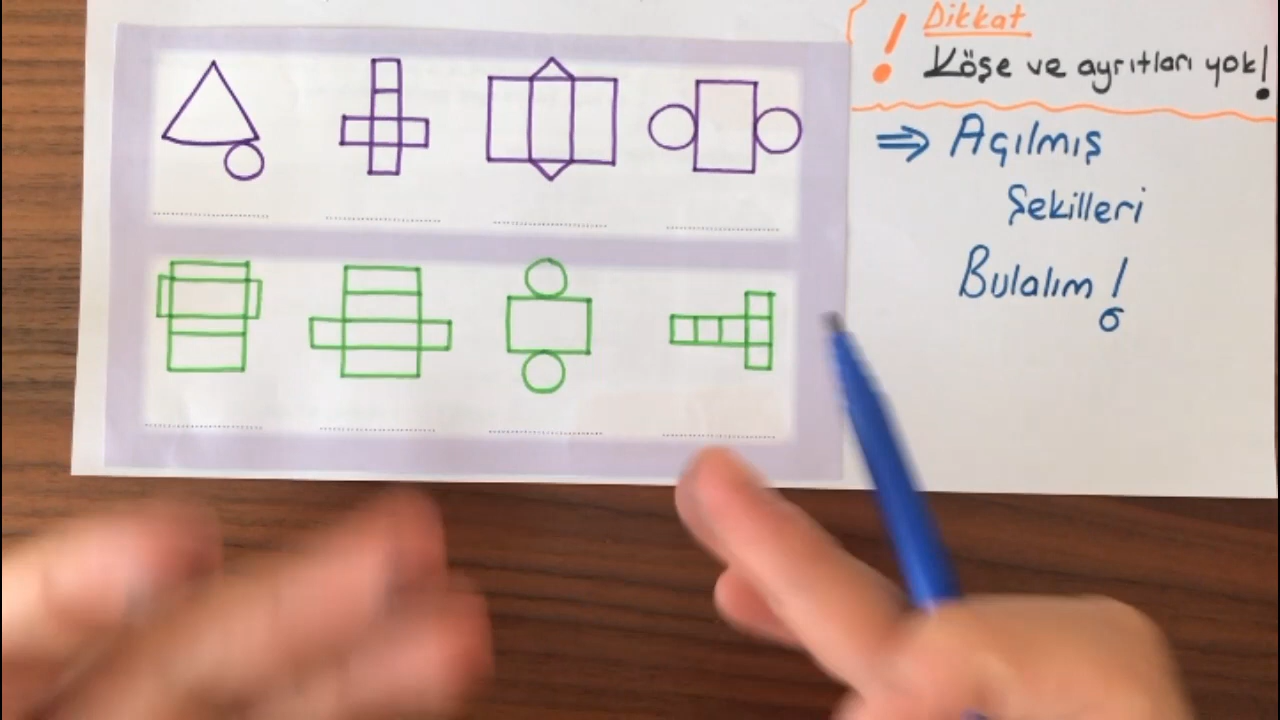 ! Dikkat
Köşe ve ayrıtları yok!
⇒ Açılmış
Şekilleri
Bulalım!